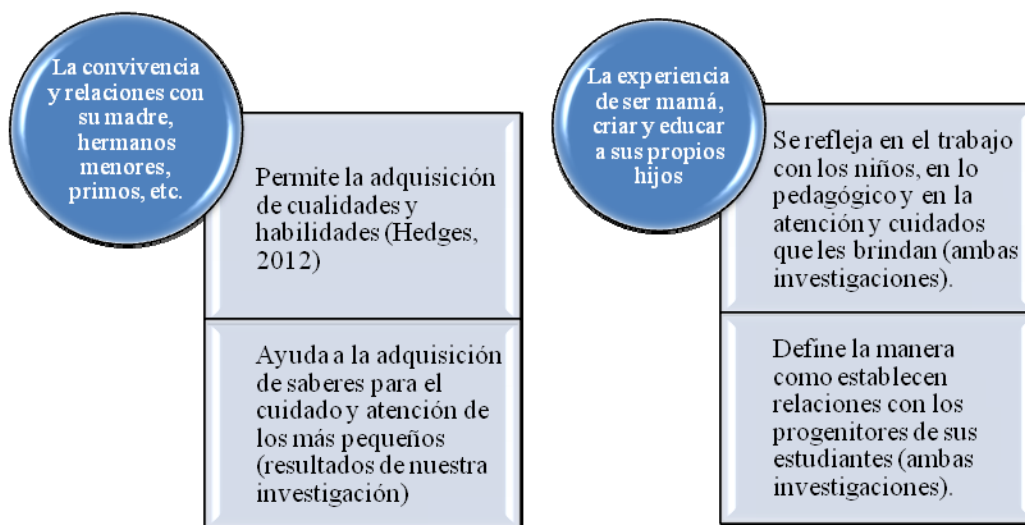 La convivencia
y relaciones con
su madre,
hermanos
menores,
primos, etc.
Permite la adquisición
de cualidades y
habilidades (Hedges,
2012)
Ayuda a la adquisición
de saberes para el
cuidado y atención de
los más pequeños
(resultados de nuestra
investigación)
La experiencia
de ser mamá,
criar y educar
a sus propios
hijos
Se refleja en el trabajo
con los niños, en lo
pedagógico y en la
atención y cuidados
que les brindan (ambas
investigaciones).
Define la manera
como establecen
relaciones con los
progenitores de sus
estudiantes (ambas
investigaciones).